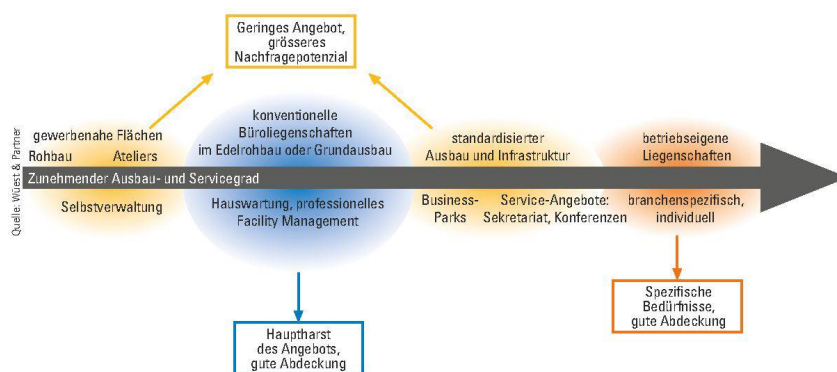 Geringes Angebot,
grösseres
Nachfragepotenzial
gewerbenahe Flächen
Rohbau Ateliers
konventionelle
Büroliegenschaften
im Edelrohbau oder Grundausbau
standardisierter
Ausbau und Infrastruktur
betriebseigene
Liegenschaften
Zunehmender Ausbau- und Servicegrad
Selbstverwaltung
Hauswartung, professionelles
Facility Management
Business-
Parks
Service-Angebote:
Sekretariat, Konferenzen
branchenspezifisch,
individuell
Hauptharst
des Angebots,
gute Abdeckung
Spezifische
Bedürfnisse,
gute Abdeckung
Quelle: Wüest & Partner